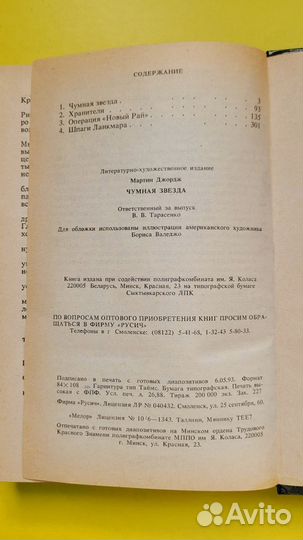 СОДЕРЖАНИЕ
1. Чумная звезда . . . . . . . . . 3
2. Хранители . . . . . . . . . 93
3. Операция «Новый Рай» . . . . . . . 135
4. Шпаги Ланкмара . . . . . . . . 301
Литературно-художественное издание
Мартин Джордж
ЧУМНАЯ ЗВЕЗДА
Ответственный за выпуск
В. В. Тарасенко
Для обложки использованы иллюстрации американского художника
Бориса Валеджо
Книга издана при содействии полиграфкомбината им. Я. Коласа
220005 Беларусь, Минск, Красная, 23 на типографской бумаге
Сыктывкарского ЛПК
ПО ВОПРОСАМ ОПТОВОГО ПРИОБРЕТЕНИЯ КНИГ ПРОСИМ ОБРА-
ЩАТЬСЯ В ФИРМУ «РУСИЧ»
Телефоны в г. Смоленске: (08122) 5-41-68, 1-32-43 5-80-33.
Подписано в печать с готовых диапозитивов 6.05.93. Формат
84×108 Гарнитура тип Таймс. Бумага типографская. Печать вы-
сокая с ФПФ. Усл. печ. л. 26,88. Тираж 200 000 экз. Зак. 227
Фирма «Русич». Лицензия ЛР № 040432. Смоленск, ул. 25 сентября, 60.
«Мелор» Лицензия № 1343. Таллинн, Мннику ТЕЕТ
Отпечатано с готовых диапозитивов на Минском ордена Трудового
Красного Знамени полиграфкомбинате МППО им Я. Коласа, 220005
г. Минск, ул Красная, 23.
Avito